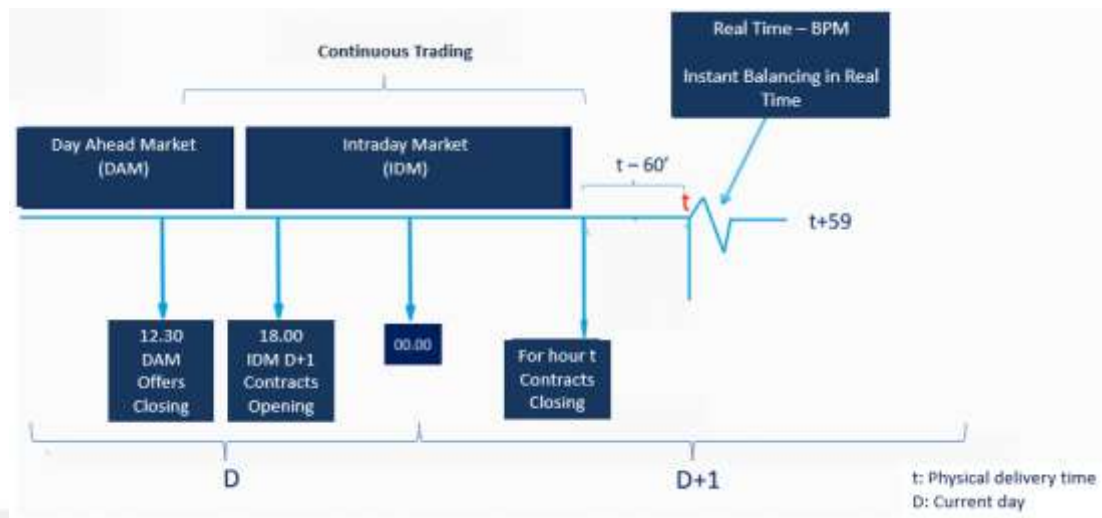 Real Time – BPM
Instant Balancing in Real
Time
Continuous Trading
Day Ahead Market
(DAM)
Intraday Market
(IDM)
t – 60'
t
t+59
12.30
DAM
Offers
Closing
18.00
IDM D+1
Contracts
Opening
00.00
For hour t
Contracts
Closing
D
D+1
t: Physical delivery time
D: Current day